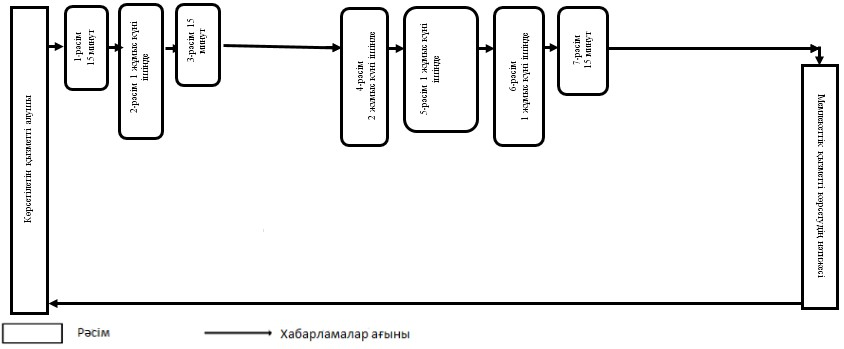 Көрсетілетін қызметті алушы
1-рәсім
15 минут
2-рәсім 1 жұмыс күні
ішінде
3-рәсім 15
минут
4-рәсім
2 жұмыс күні ішінде
5-рәсім 1 жұмыс күні
ішінде
6-рәсім
1 жұмыс күні ішінде
7-рәсім
15 минут
Мемлекеттік қызметті көрсетудің нәтижесі
Рәсім
Хабарламалар ағыны